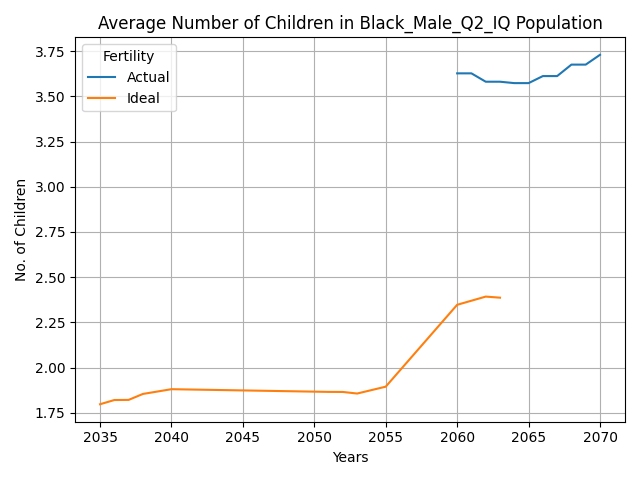 Average Number of Children in Black_Male_Q2_IQ Population
Fertility
Actual
Ideal
3.75
3.50
3.25
3.00
2.75
2.50
2.25
2.00
1.75
No. of Children
2035 2040 2045 2050 2055 2060 2065 2070
Years